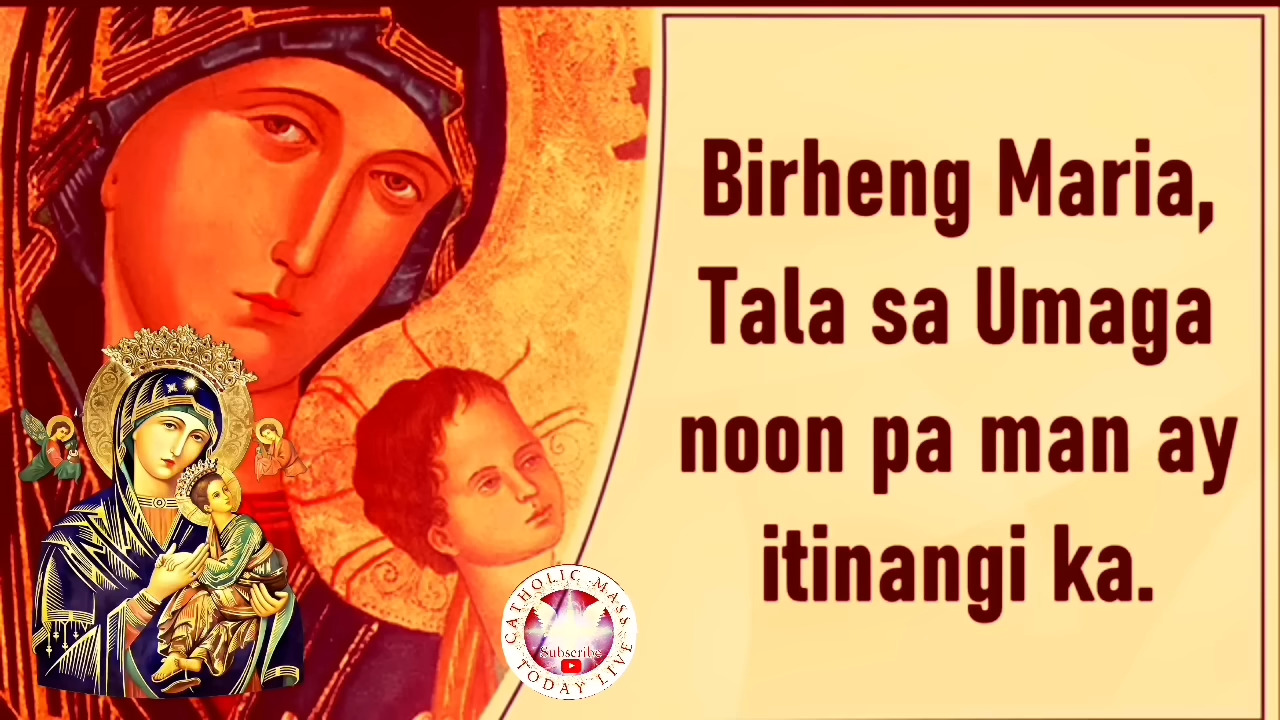 Birheng Maria,
Tala sa Umaga
noon pa man ay
itinangi ka.
CATHOLIC MASS
Subscribe
TODAY LIVE